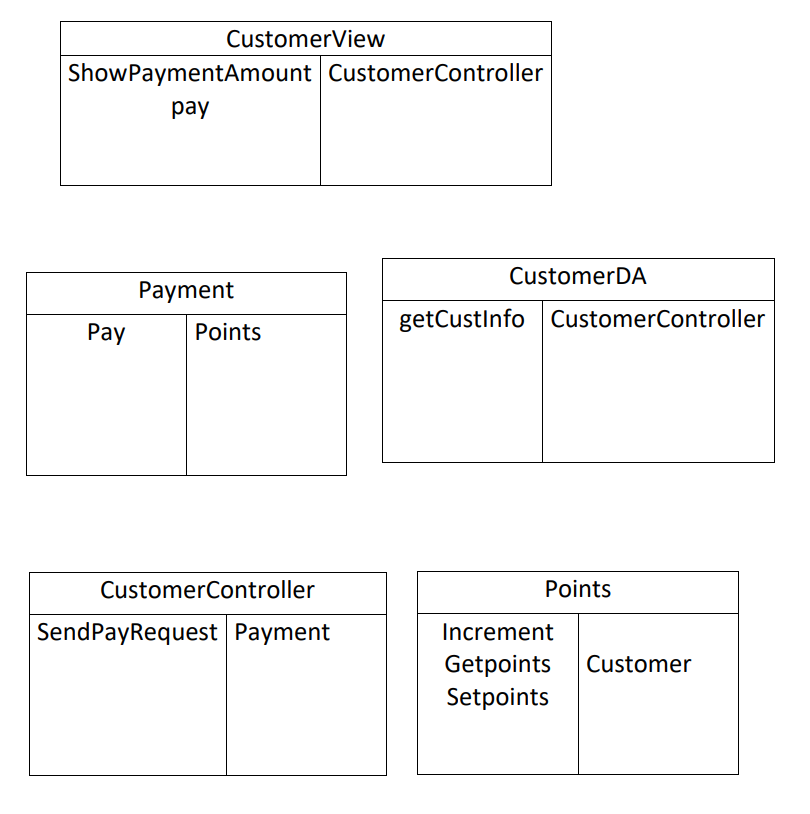 CustomerView
ShowPaymentAmount
pay
CustomerController
Payment
Pay
Points
CustomerDA
getCustInfo
CustomerController
CustomerController
SendPayRequest
Payment
Points
Increment
Getpoints
Setpoints
Customer